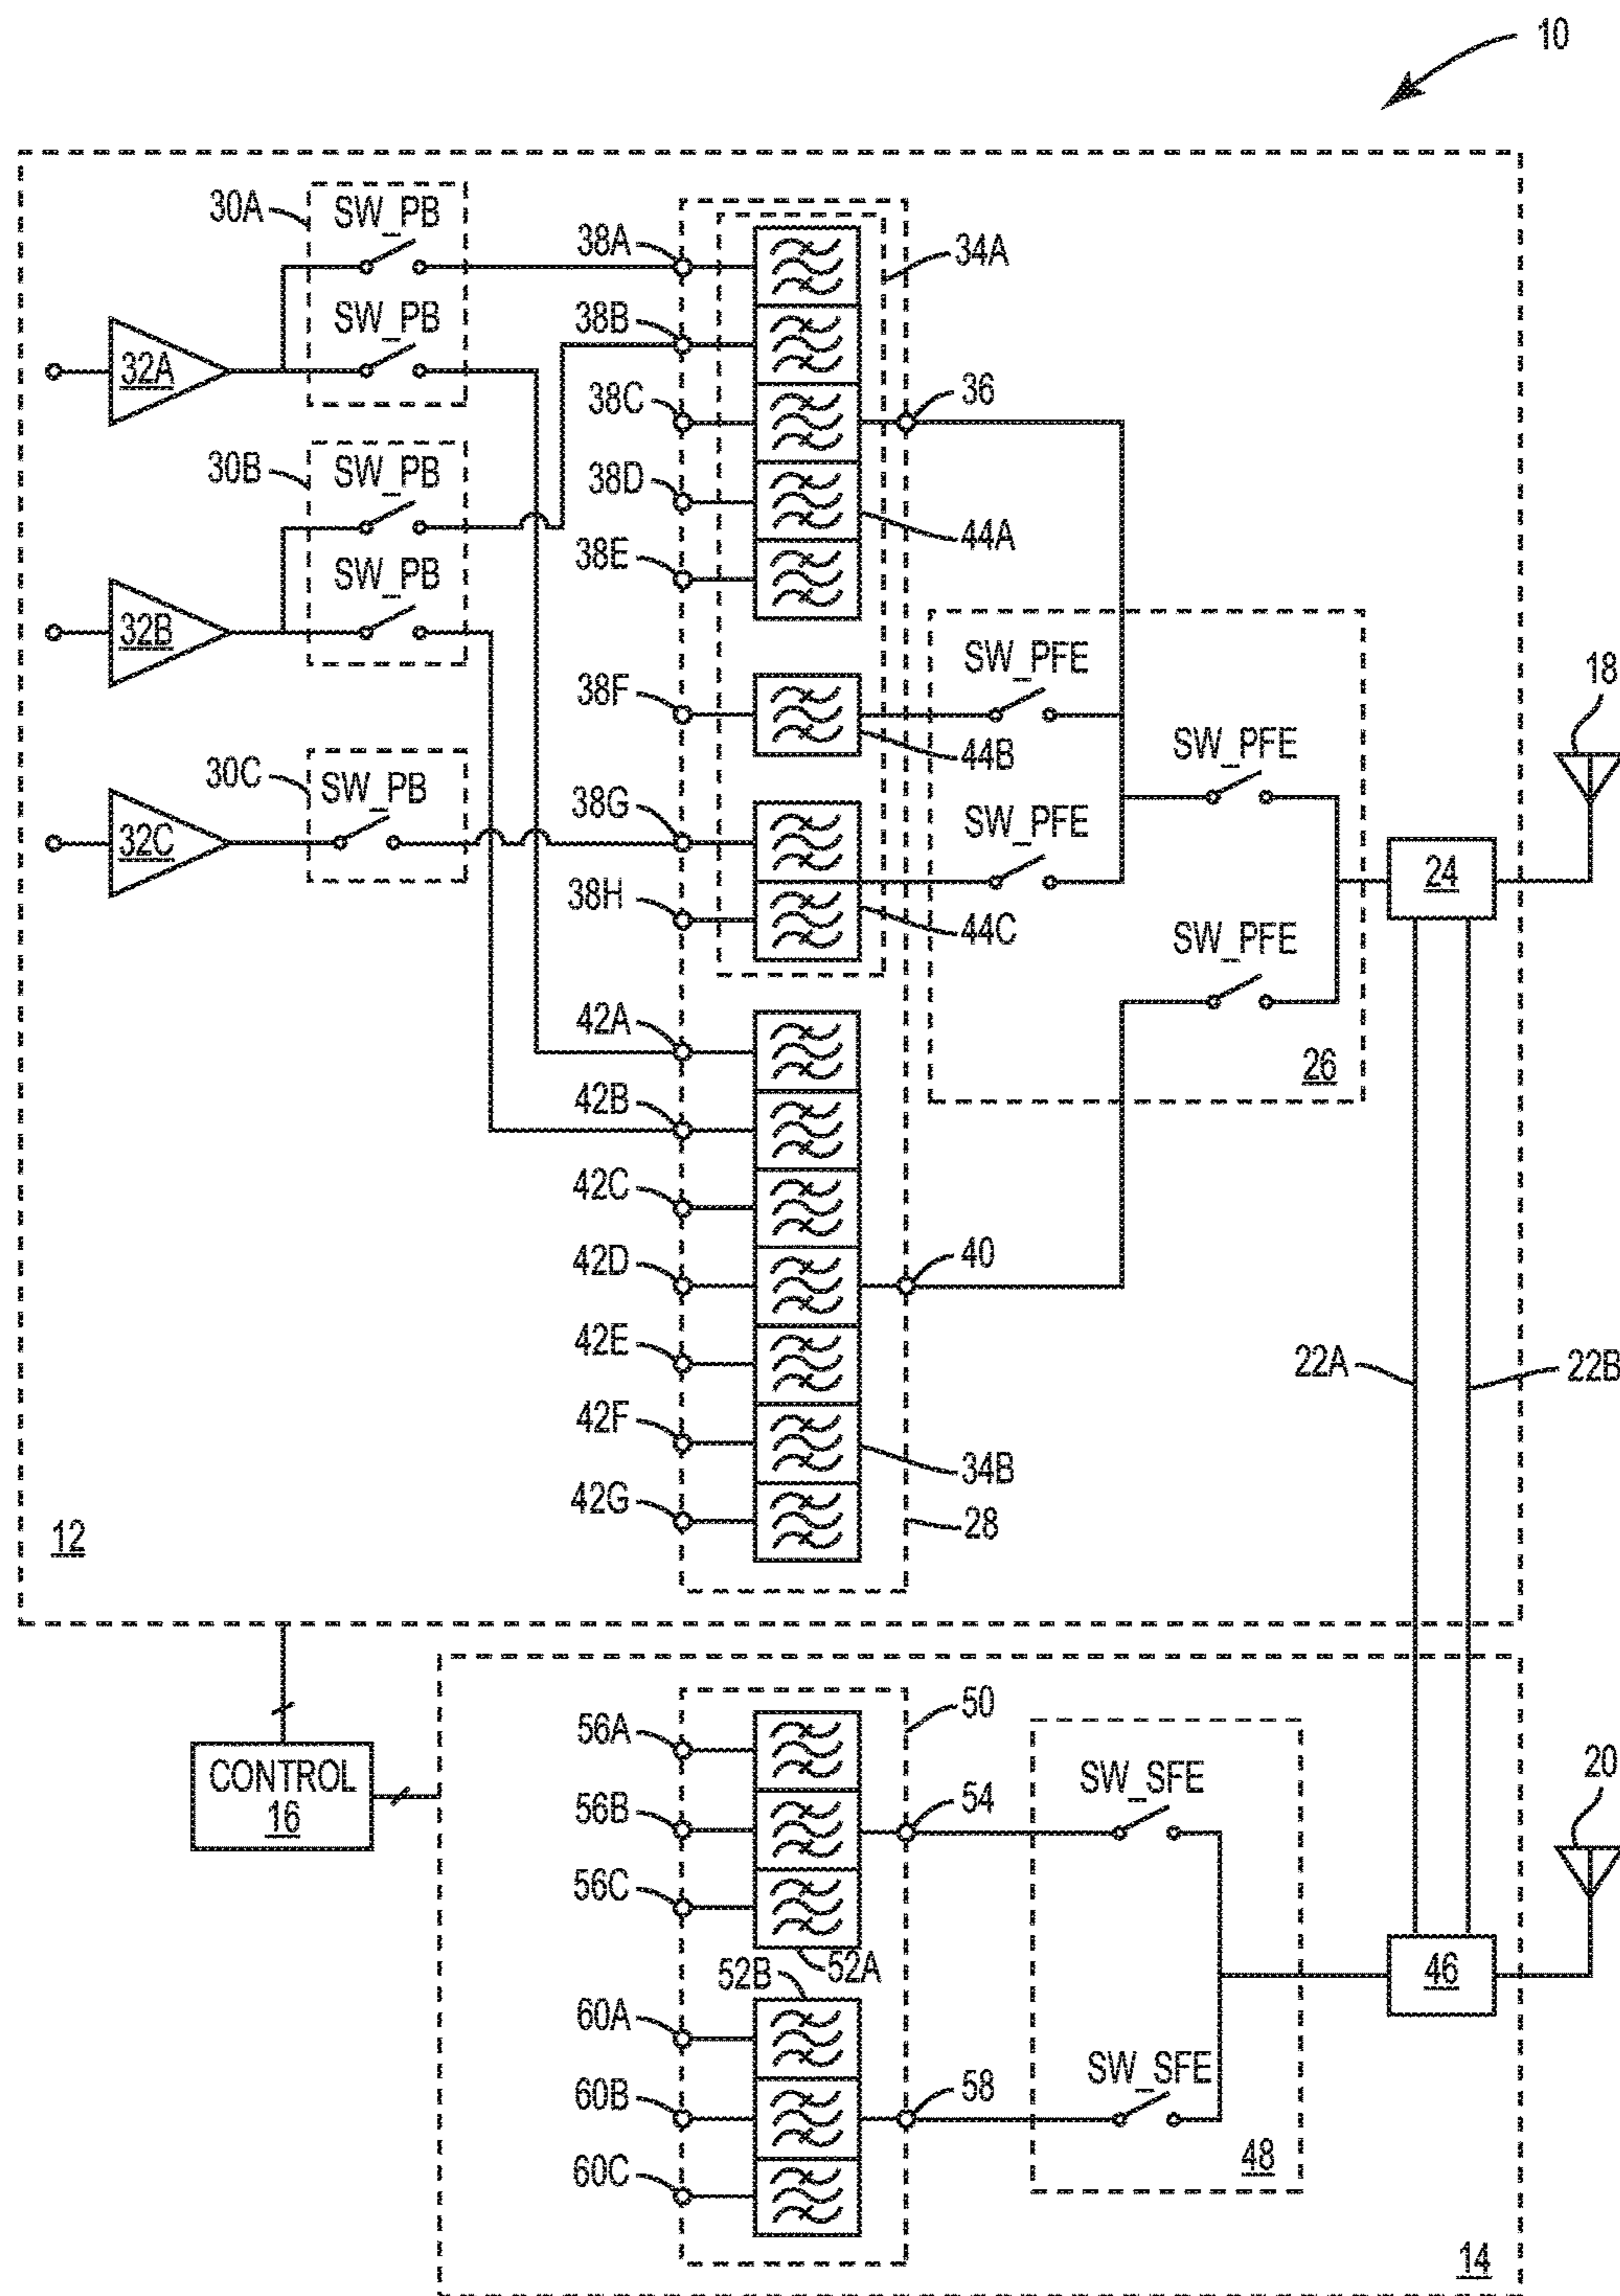 10
30A
SW_PB
SW_PB
32A
30B
SW_PB
SW_PB
32B
30C
SW_PB
32C
38A
38B
38C
38D
38E
38F
38G
38H
34A
36
44A
44B
44C
SW_PFE
SW_PFE
SW_PFE
SW_PFE
26
18
24
42A
42B
42C
42D
42E
42F
42G
40
34B
28
22A
22B
12
CONTROL
16
56A
56B
56C
50
54
52A
52B
60A
60B
60C
58
SW_SFE
SW_SFE
48
20
46
14